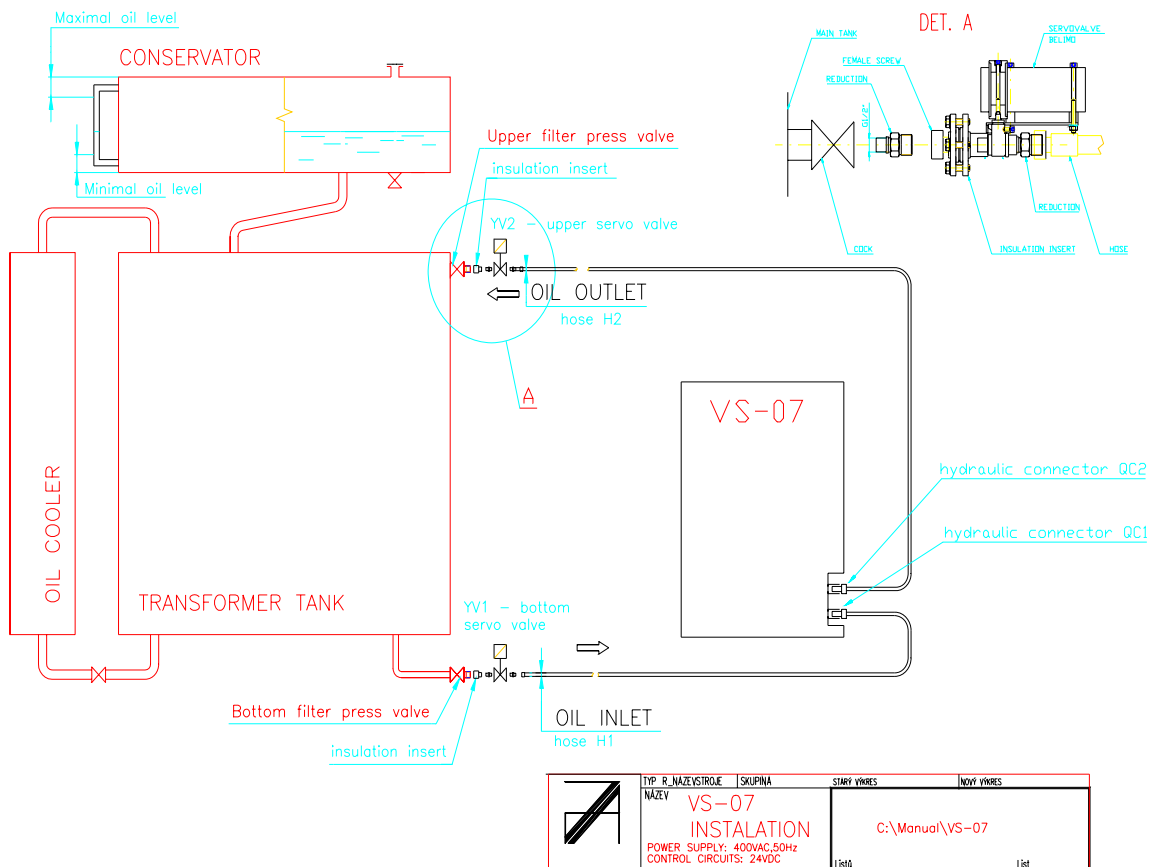 Maximal oil level
CONSERVATOR
Minimal oil level
Upper filter press valve
insulation insert
YV2 - upper servo valve
OIL OUTLET
hose H2
A
DET. A
MAIN TANK
FEMALE SCREW
REDUCTION
G1/2"
SERVOVALVE
BELIMO
REDUCTION
COCK
INSULATION INSERT
HOSE
VS-07
hydraulic connector QC2
hydraulic connector QC1
OIL COOLER
TRANSFORMER TANK
YV1 - bottom
servo valve
Bottom filter press valve
insulation insert
OIL INLET
hose H1
TYP R_NÁZEVSTROJE
SKUPINA
STARÝ VÝKRES
NOVÝ VÝKRES
NÁZEV
VS-07
INSTALATION
POWER SUPPLY: 400VAC,50Hz
CONTROL CIRCUITS: 24VDC
C:\Manual\VS-07
Listů
List